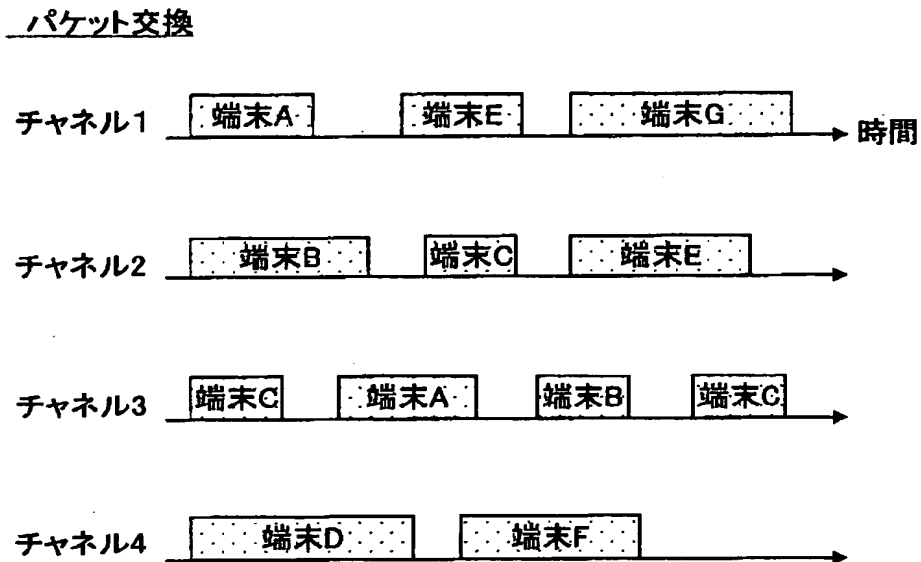 パケット交換
チャネル1 端末A 端末E 端末G 時間
チャネル2 端末B 端末C 端末E
チャネル3 端末C 端末A 端末B 端末C
チャネル4 端末D 端末F